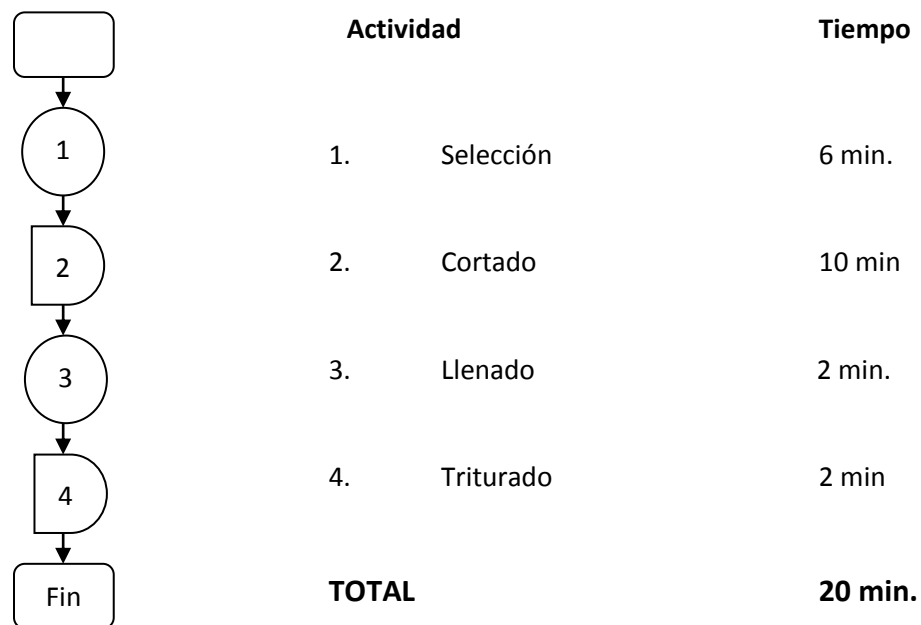 Actividad Tiempo
1 1. Selección 6 min.
2 2. Cortado 10 min
3 3. Llenado 2 min.
4 4. Triturado 2 min
Fin TOTAL 20 min.